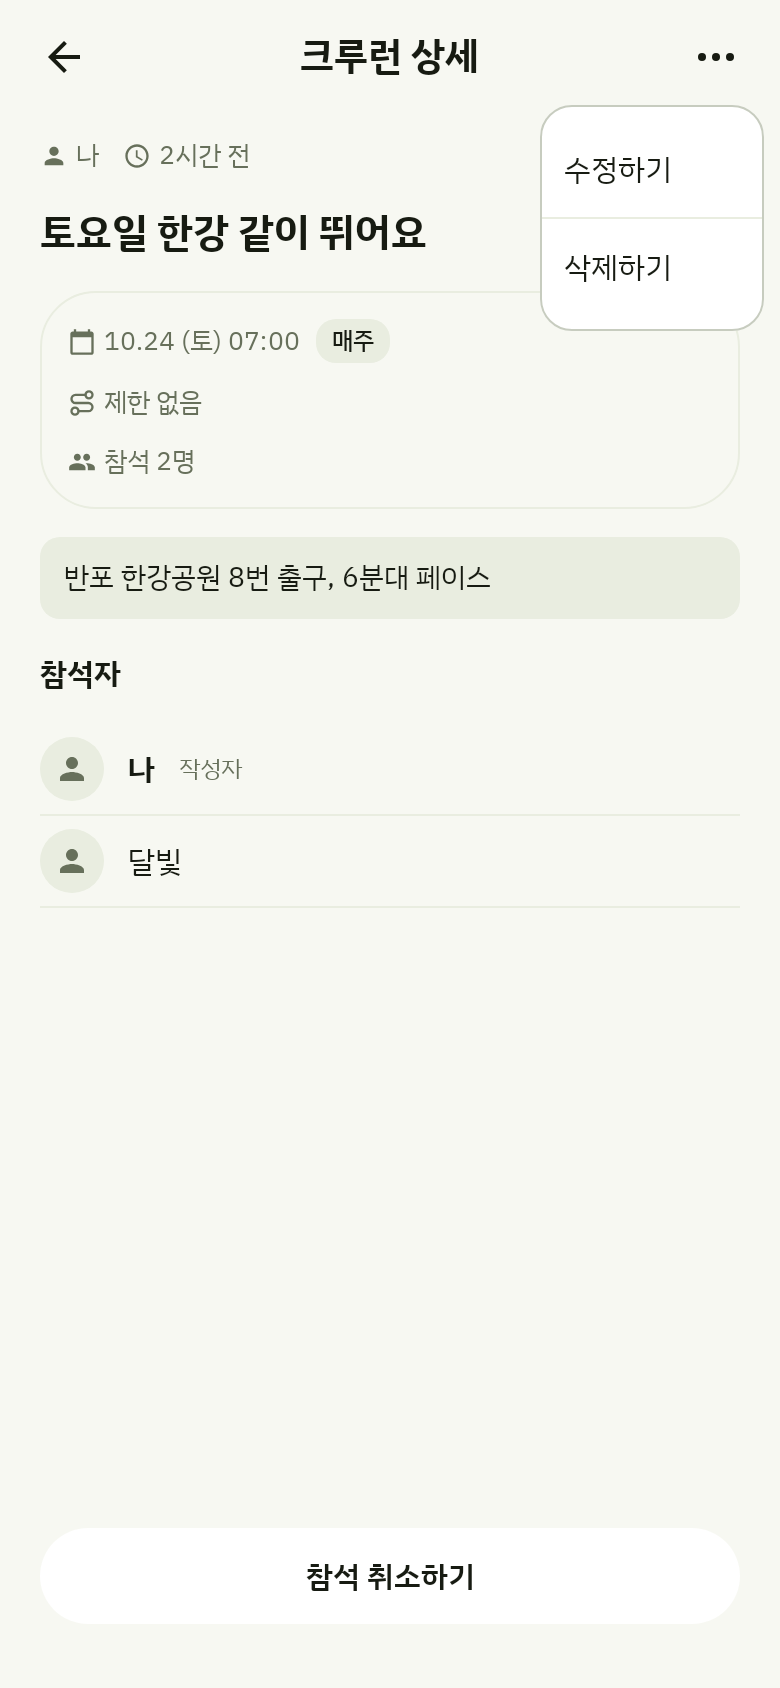 크루런 상세
나 2시간 전
수정하기
토요일 한강 같이 뛰어요
삭제하기
10.24 (토) 07:00 매주
제한 없음
참석 2명
반포 한강공원 8번 출구, 6분대 페이스
참석자
나 작성자
달빛
참석 취소하기